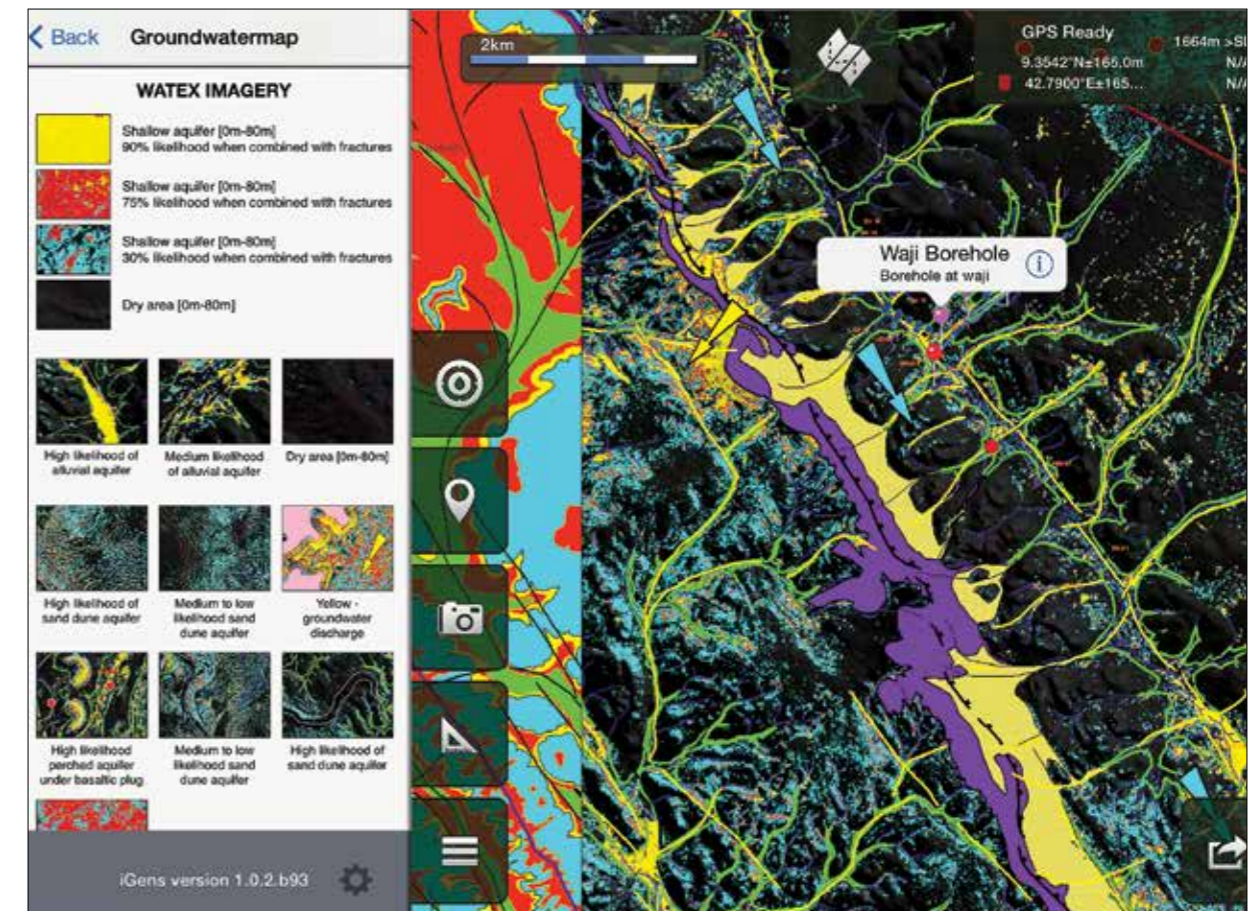 Back
Groundwatermap
WATEX IMAGERY
Shallow aquifer [0m-80m]
90% likelihood when combined with fractures
Shallow aquifer [0m-80m]
75% likelihood when combined with fractures
Shallow aquifer [0m-80m]
30% likelihood when combined with fractures
Dry area [0m-80m]
High likelihood of
alluvial aquifer
Medium likelihood
of alluvial aquifer
Dry area [0m-80m]
High likelihood of
sand dune aquifer
Medium to low
likelihood sand
dune aquifer
Yellow -
groundwater
discharge
High likelihood
perched aquifer
under basaltic plug
Medium to low
likelihood sand
dune aquifer
High likelihood of
sand dune aquifer
iGens version 1.0.2.b93
2km
GPS Ready
9.3542°N±165,0m
42.7900°E±165...
1664m >SL
N/A
N/A
Waji Borehole
Borehole at waji